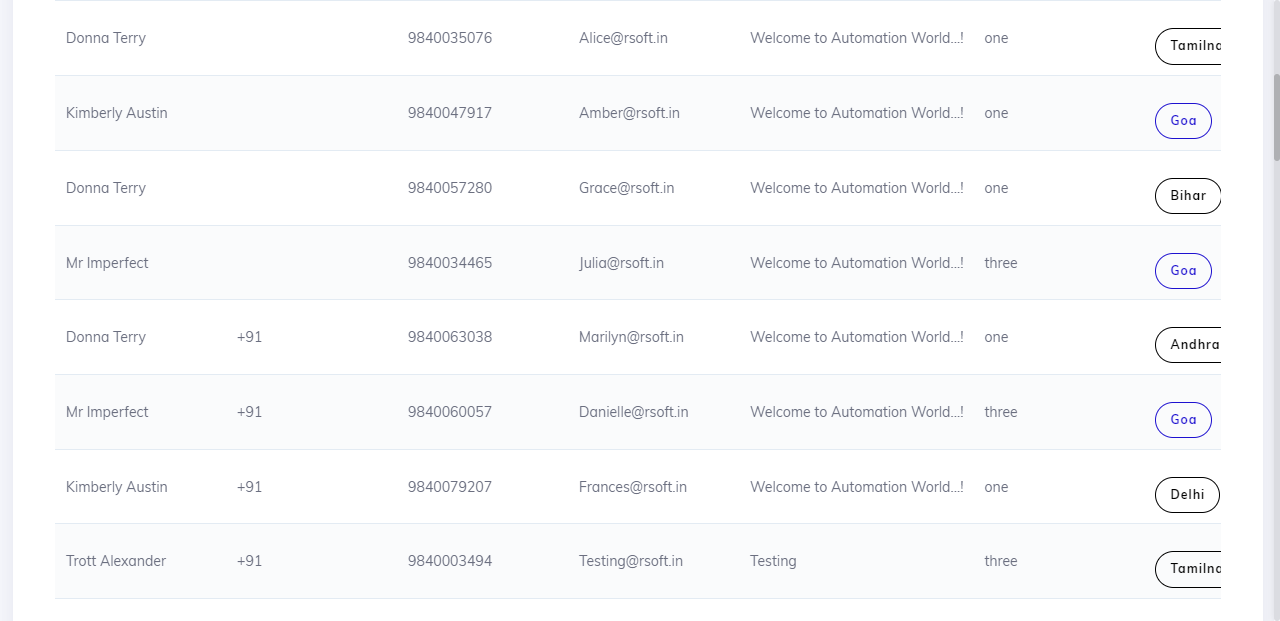 Donna Terry 9840035076 Alice@rsoft.in Welcome to Automation World...! one Tamilna
Kimberly Austin 9840047917 Amber@rsoft.in Welcome to Automation World...! one Goa
Donna Terry 9840057280 Grace@rsoft.in Welcome to Automation World...! one Bihar
Mr Imperfect 9840034465 Julia@rsoft.in Welcome to Automation World...! three Goa
Donna Terry +91 9840063038 Marilyn@rsoft.in Welcome to Automation World...! one Andhra
Mr Imperfect +91 9840060057 Danielle@rsoft.in Welcome to Automation World...! three Goa
Kimberly Austin +91 9840079207 Frances@rsoft.in Welcome to Automation World...! one Delhi
Trott Alexander +91 9840003494 Testing@rsoft.in Testing three Tamilna